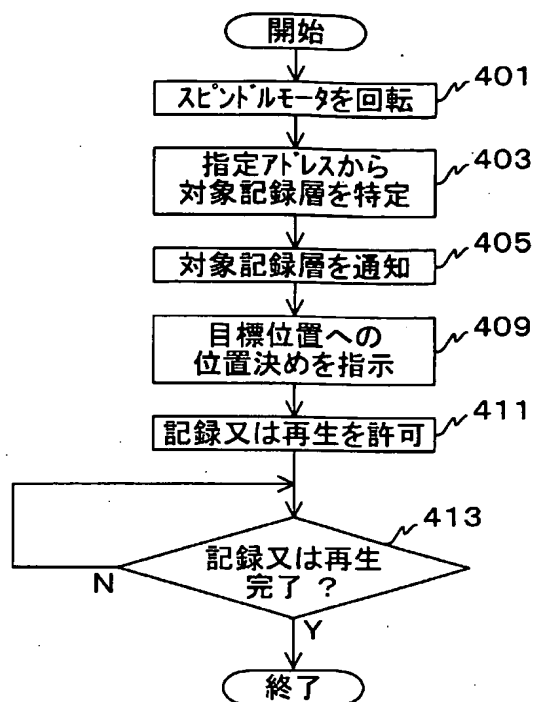 開始
スピンドルモータを回転
401
指定アドレスから
対象記録層を特定
403
対象記録層を通知
405
目標位置への
位置決めを指示
409
記録又は再生を許可
411
記録又は再生
完了 ?
413
N
Y
終了